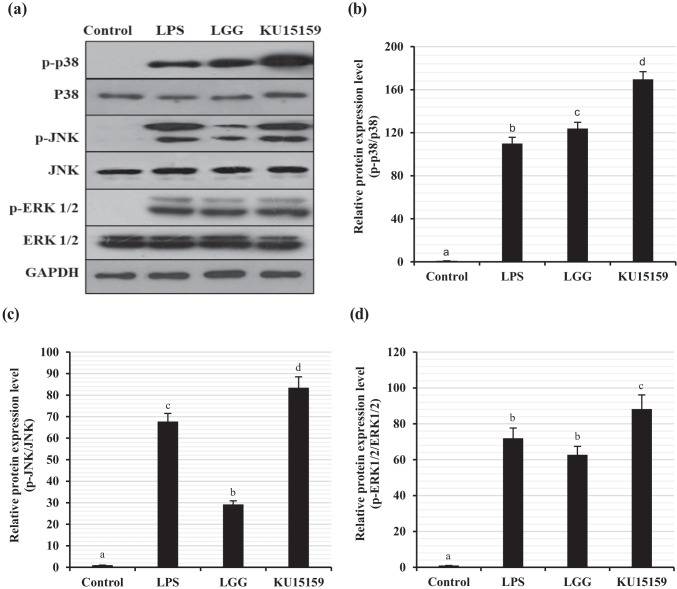 (a)
Control LPS LGG KU15159
p-p38
P38
p-JNK
JNK
p-ERK 1/2
ERK 1/2
GAPDH
(b)
Relative protein expression level
(p-p38/p38)
200
160
120
80
40
0
a
b
c
d
Control LPS LGG KU15159
(c)
Relative protein expression level
(p-JNK/JNK)
100
90
80
70
60
50
40
30
20
10
0
a
c
b
d
Control LPS LGG KU15159
(d)
Relative protein expression level
(p-ERK1/2/ERK1/2)
120
100
80
60
40
20
0
a
b
b
c
Control LPS LGG KU15159